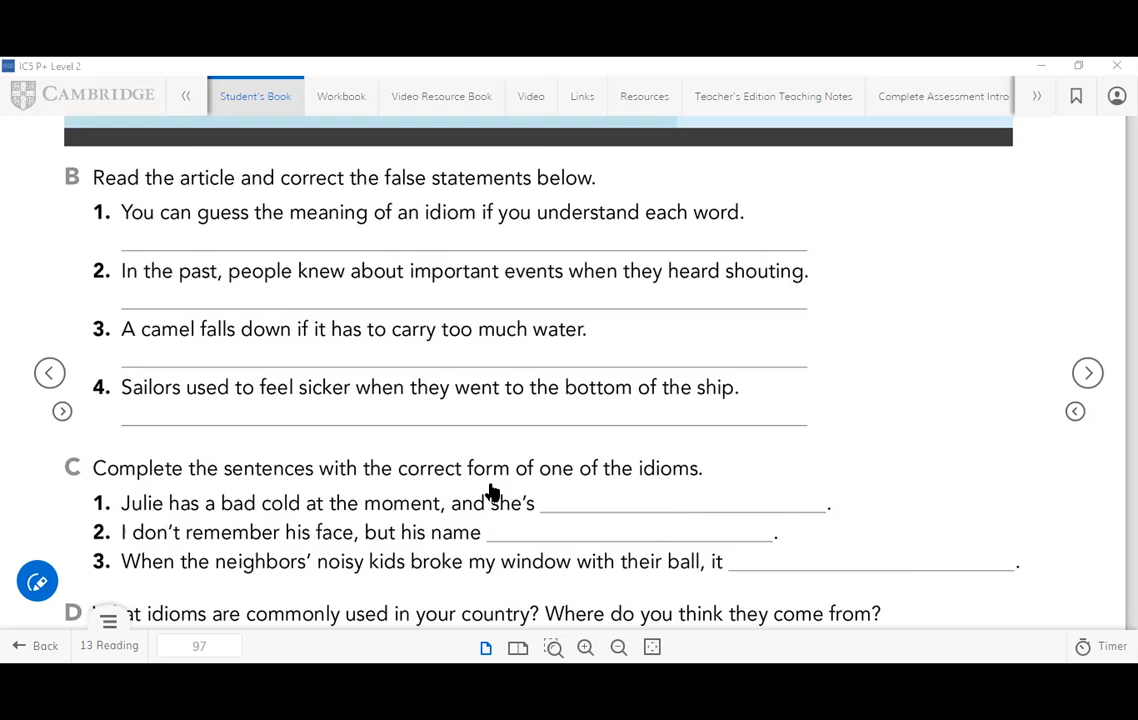 IC5 P+ Level 2
CAMBRIDGE
Student's Book
Workbook
Video Resource Book
Video
Links
Resources
Teacher's Edition Teaching Notes
Complete Assessment Intro
B Read the article and correct the false statements below.
1. You can guess the meaning of an idiom if you understand each word.
2. In the past, people knew about important events when they heard shouting.
3. A camel falls down if it has to carry too much water.
4. Sailors used to feel sicker when they went to the bottom of the ship.
C Complete the sentences with the correct form of one of the idioms.
1. Julie has a bad cold at the moment, and she's ____.
2. I don't remember his face, but his name ____.
3. When the neighbors' noisy kids broke my window with their ball, it ____.
D at idioms are commonly used in your country? Where do you think they come from?
Back
13 Reading
97
Timer